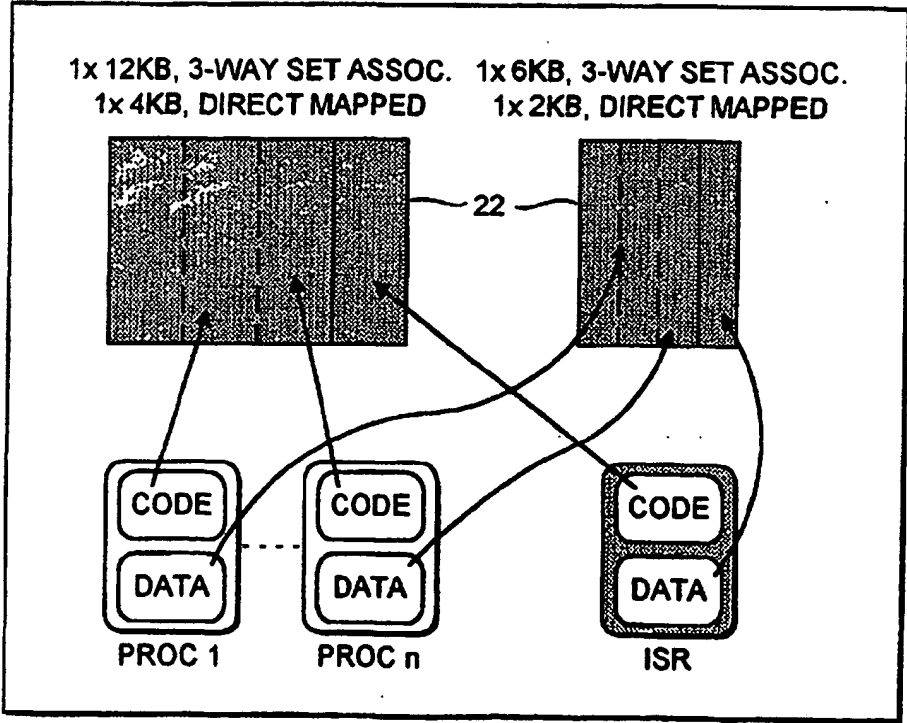 1x 12KB, 3-WAY SET ASSOC.
1x 4KB, DIRECT MAPPED
1x 6KB, 3-WAY SET ASSOC.
1x 2KB, DIRECT MAPPED
22
CODE
DATA
PROC 1
CODE
DATA
PROC n
CODE
DATA
ISR